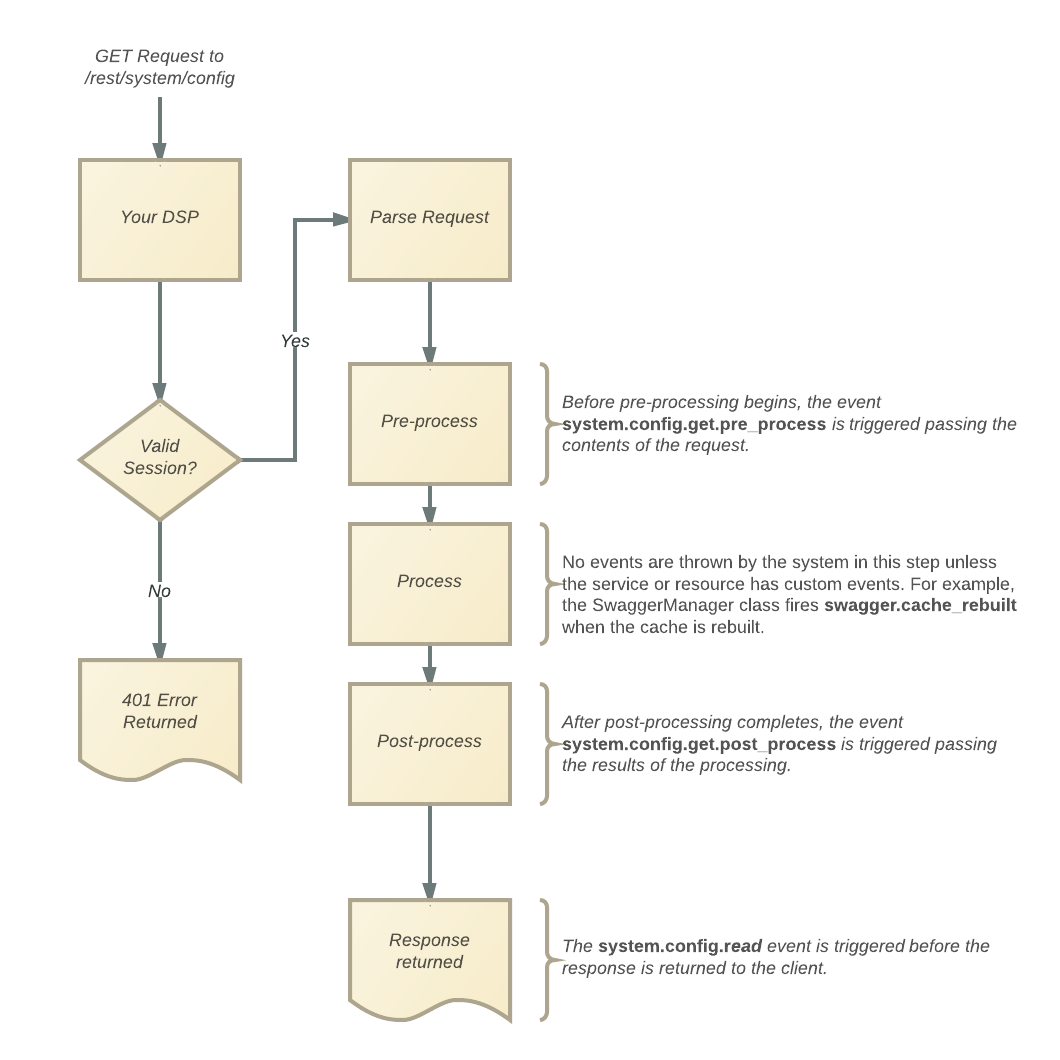 GET Request to
/rest/system/config
Your DSP
Parse Request
Yes
Pre-process
Before pre-processing begins, the event
system.config.get.pre_process is triggered passing the
contents of the request.
Valid
Session?
Process
No events are thrown by the system in this step unless
the service or resource has custom events. For example,
the SwaggerManager class fires swagger.cache_rebuilt
when the cache is rebuilt.
No
401 Error
Returned
Post-process
After post-processing completes, the event
system.config.get.post_process is triggered passing
the results of the processing.
Response
returned
The system.config.read event is triggered before the
response is returned to the client.